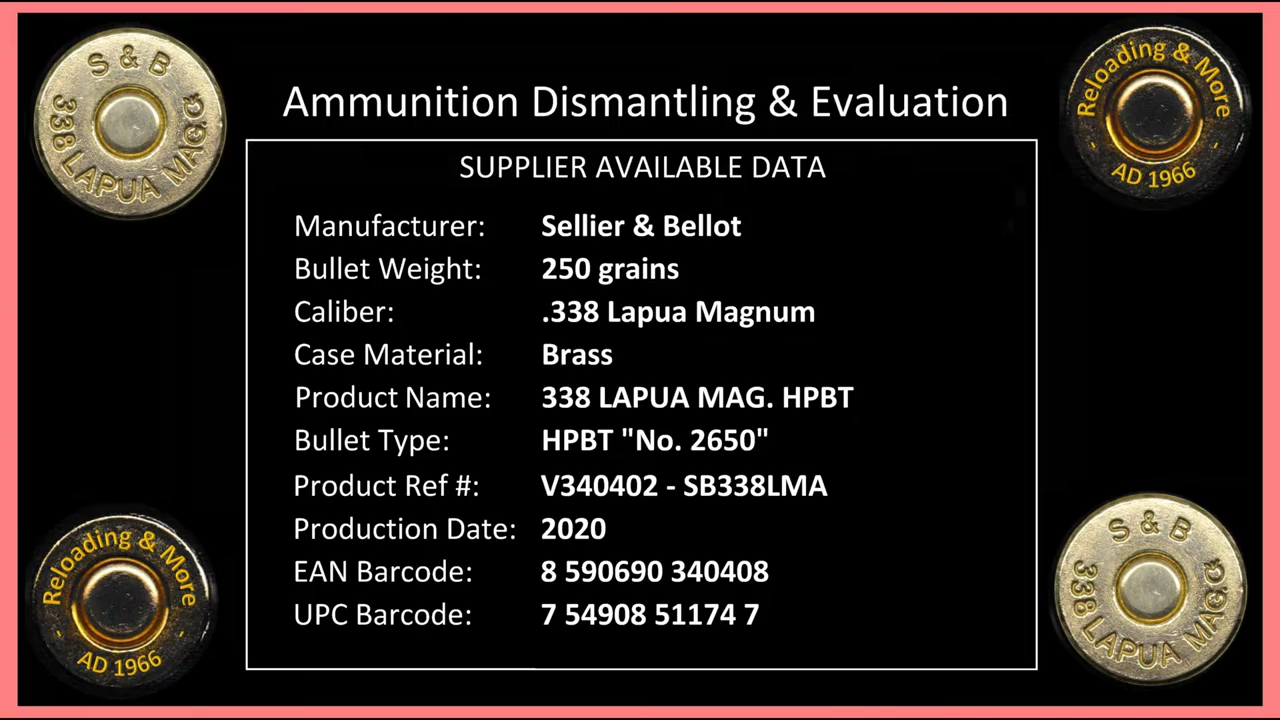 S & B
338 LAPUA MAG.
Reloading & More
- AD 1966 -
Ammunition Dismantling & Evaluation
SUPPLIER AVAILABLE DATA
Manufacturer: Sellier & Bellot
Bullet Weight: 250 grains
Caliber: .338 Lapua Magnum
Case Material: Brass
Product Name: 338 LAPUA MAG. HPBT
Bullet Type: HPBT "No. 2650"
Product Ref #: V340402 - SB338LMA
Production Date: 2020
EAN Barcode: 8 590690 340408
UPC Barcode: 7 54908 51174 7
Reloading & More
- AD 1966 -
S & B
338 LAPUA MAG.